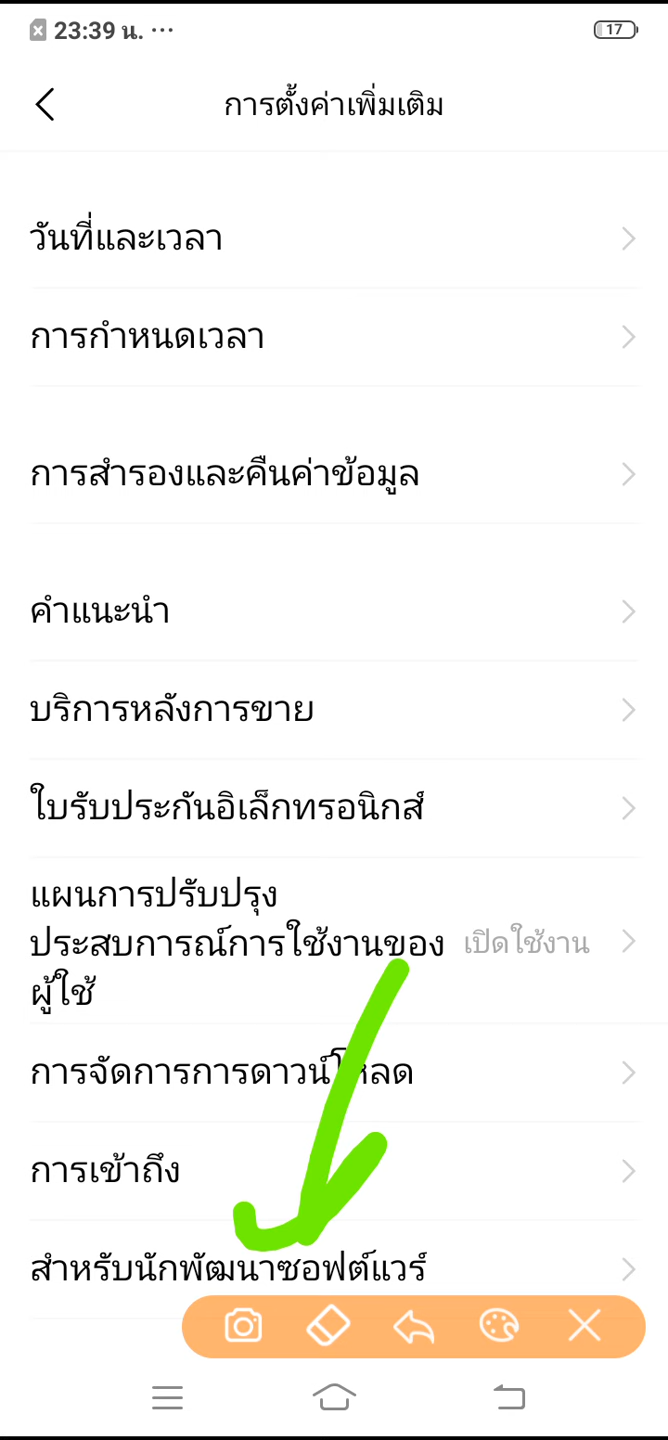 23:39 น. ...
17
การตั้งค่าเพิ่มเติม
วันที่และเวลา
การกำหนดเวลา
การสำรองและคืนค่าข้อมูล
คำแนะนำ
บริการหลังการขาย
ใบรับประกันอิเล็กทรอนิกส์
แผนการปรับปรุง
ประสบการณ์การใช้งานของ เปิดใช้งาน
ผู้ใช้
การจัดการการดาวน์โหลด
การเข้าถึง
สำหรับนักพัฒนาซอฟต์แวร์